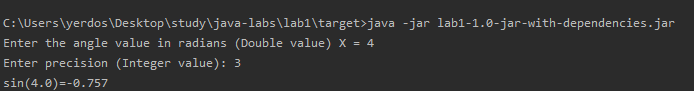 C:\Users\yerdos\Desktop\study\java-labs\lab1\target>java -jar lab1-1.0-jar-with-dependencies.jar
Enter the angle value in radians (Double value) X = 4
Enter precision (Integer value): 3
sin(4.0)=-0.757